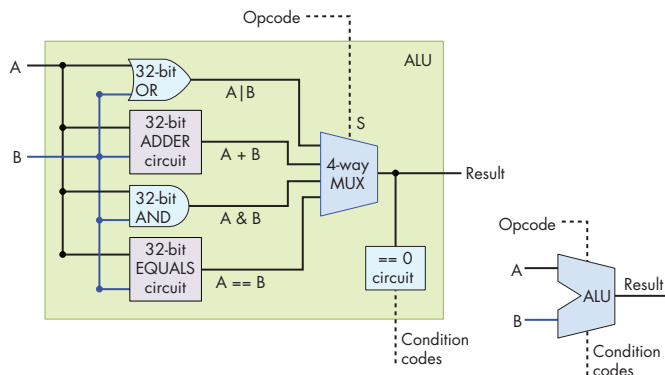 Opcode
ALU
A
32-bit
OR
A|B
S
32-bit
ADDER
circuit
A + B
B
4-way
MUX
Result
32-bit
AND
A & B
32-bit
EQUALS
circuit
A == B
== 0
circuit
Condition
codes
Opcode
A
ALU
Result
B
Condition
codes